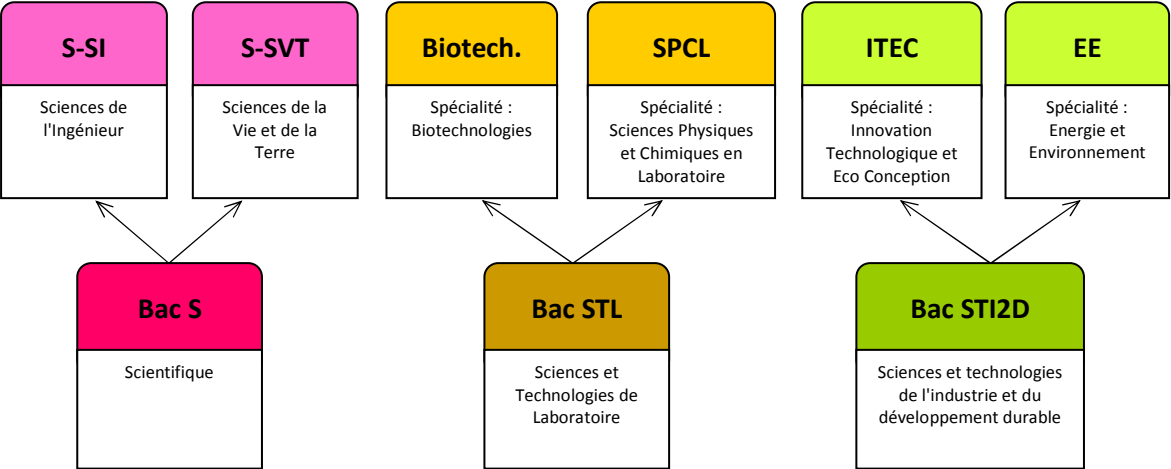 S-SI
Sciences de
l'Ingénieur
S-SVT
Sciences de la
Vie et de la
Terre
Biotech.
Spécialité :
Biotechnologies
SPCL
Spécialité :
Sciences Physiques
et Chimiques en
Laboratoire
ITEC
Spécialité :
Innovation
Technologique et
Eco Conception
EE
Spécialité :
Energie et
Environnement
Bac S
Scientifique
Bac STL
Sciences et
Technologies de
Laboratoire
Bac STI2D
Sciences et technologies
de l'industrie et du
développement durable